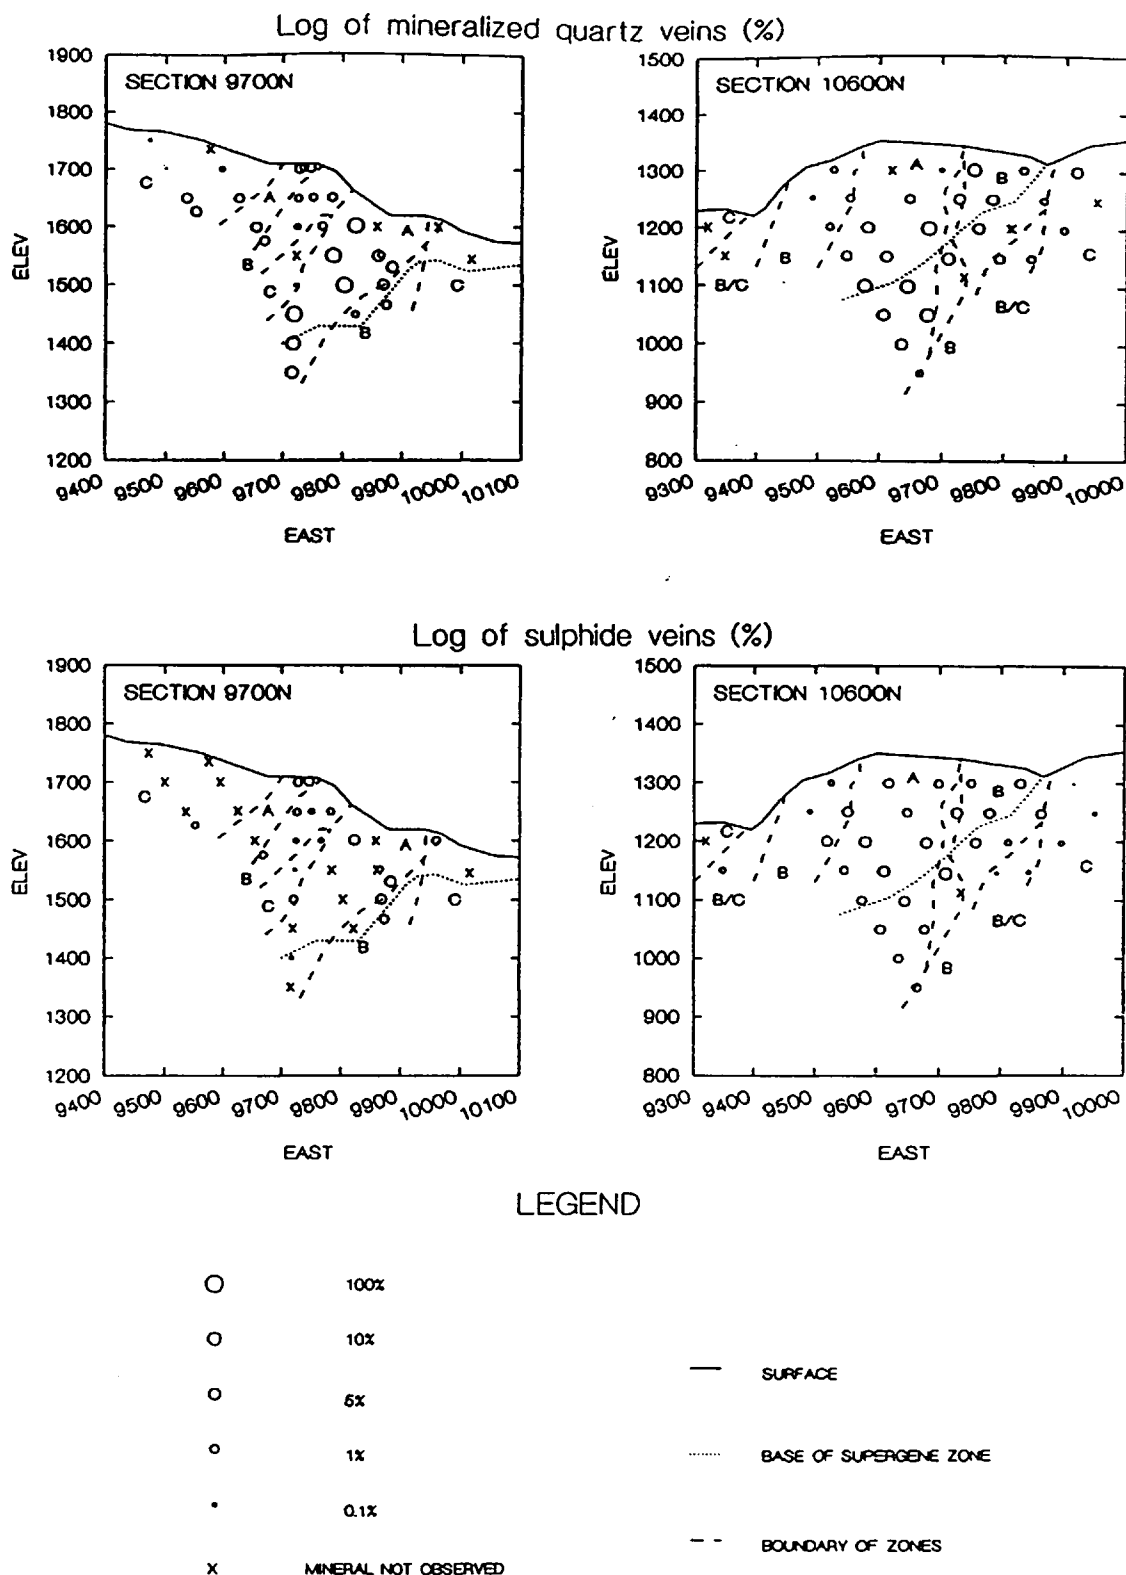 Log of mineralized quartz veins (%)
SECTION 9700N
1900
1800
1700
1600
1500
1400
1300
1200
ELEV
C
A
A
B
C
C
B
9400 9500 9600 9700 9800 9900 10000 10100
EAST
SECTION 10600N
1500
1400
1300
1200
1100
1000
900
800
ELEV
A
B
C
B
C
B/C
B/C
B
9300 9400 9500 9600 9700 9800 9900 10000
EAST
Log of sulphide veins (%)
SECTION 9700N
1900
1800
1700
1600
1500
1400
1300
1200
ELEV
C
A
A
B
C
C
B
9400 9500 9600 9700 9800 9900 10000 10100
EAST
SECTION 10600N
1500
1400
1300
1200
1100
1000
900
800
ELEV
A
B
C
B
C
B/C
B/C
B
9300 9400 9500 9600 9700 9800 9900 10000
EAST
LEGEND
100%
10%
5%
1%
0.1%
X MINERAL NOT OBSERVED
SURFACE
BASE OF SUPERGENE ZONE
BOUNDARY OF ZONES